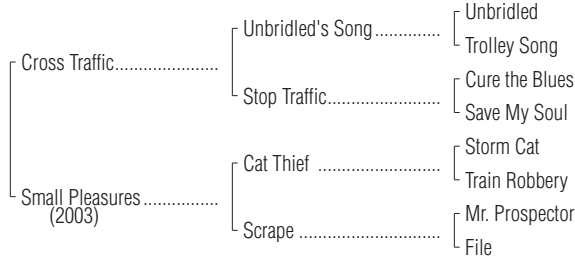 Unbridled
Unbridled's Song..............
Trolley Song
Cross Traffic......................
Cure the Blues
Stop Traffic........................
Save My Soul
Storm Cat
Cat Thief ..........................
Train Robbery
Small Pleasures ................
(2003)
Mr. Prospector
Scrape ..............................
File